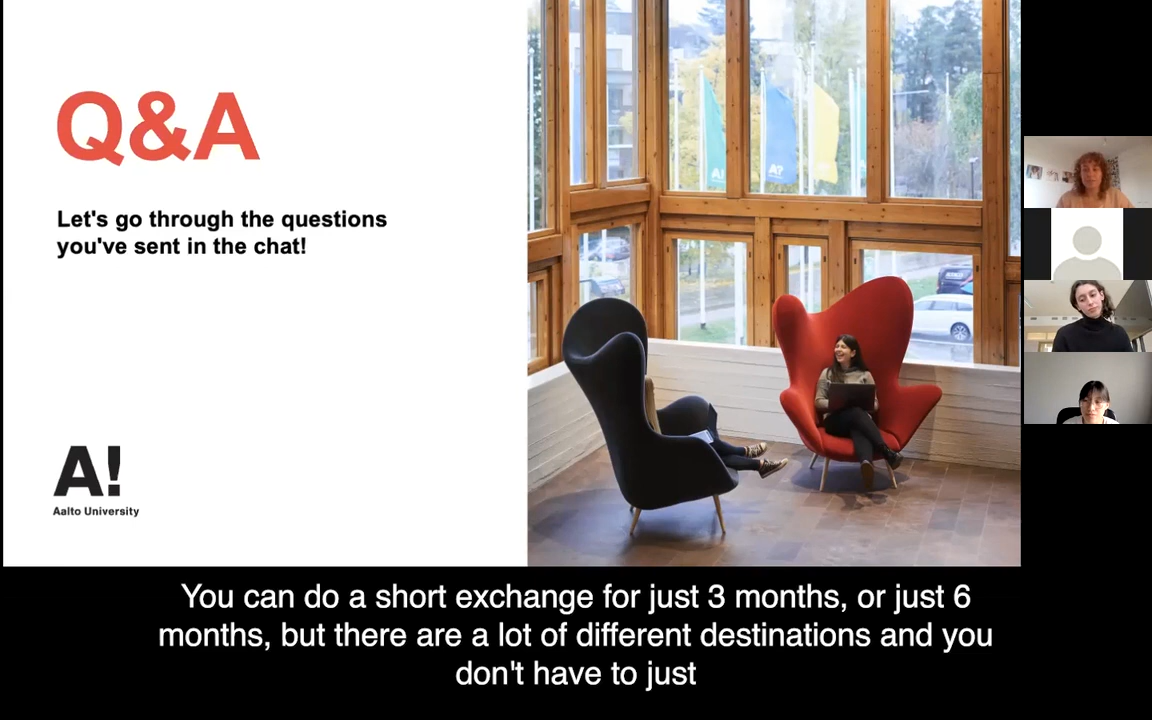 Q&A
Let's go through the questions
you've sent in the chat!
A!
Aalto University
A!
A?
You can do a short exchange for just 3 months, or just 6
months, but there are a lot of different destinations and you
don't have to just